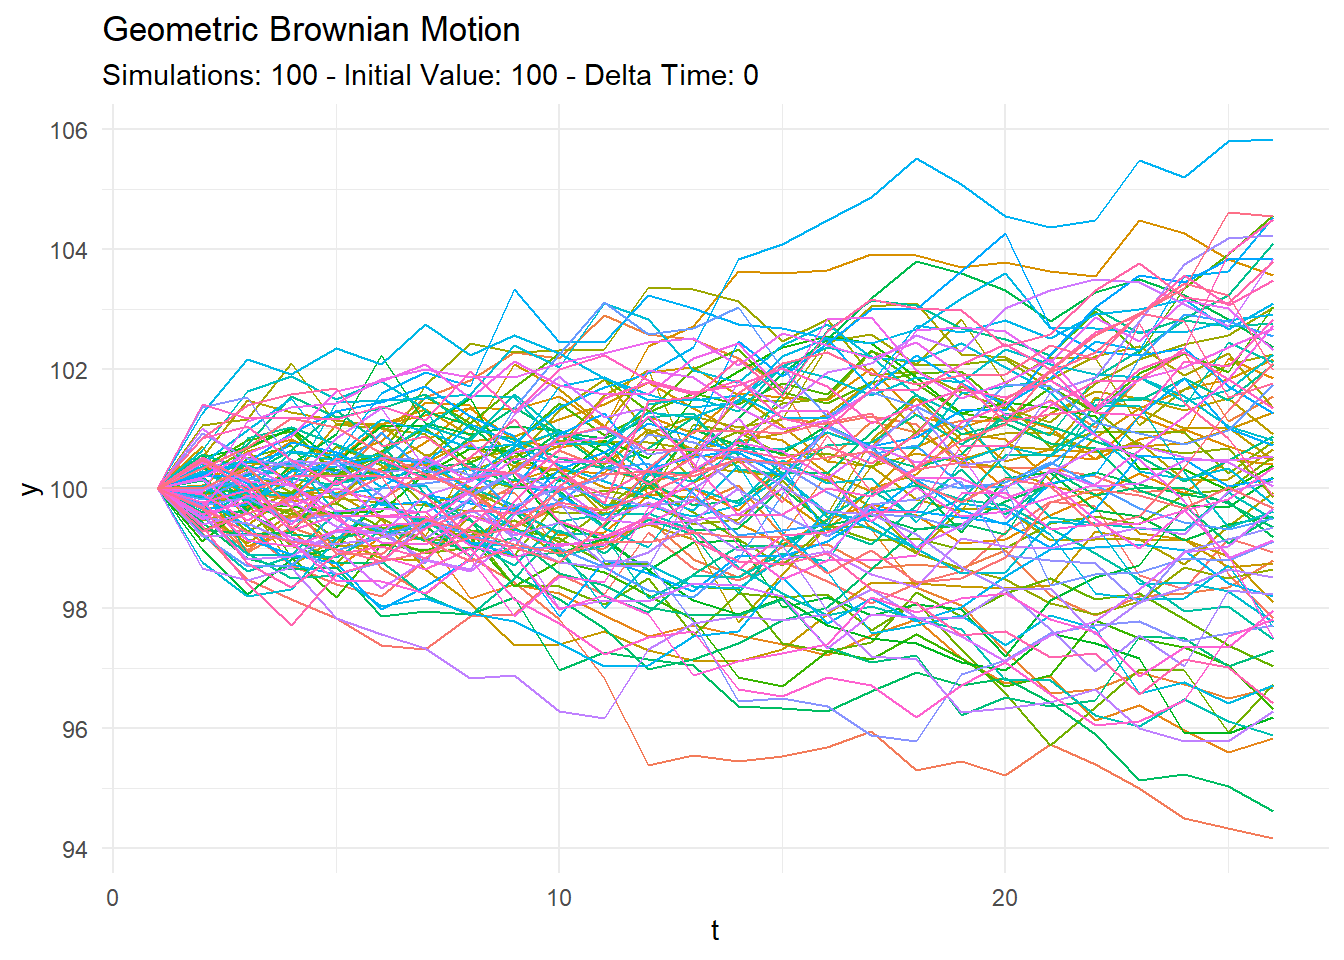 Geometric Brownian Motion
Simulations: 100 - Initial Value: 100 - Delta Time: 0
106
104
102
100
98
96
94
y
0
10
20
t